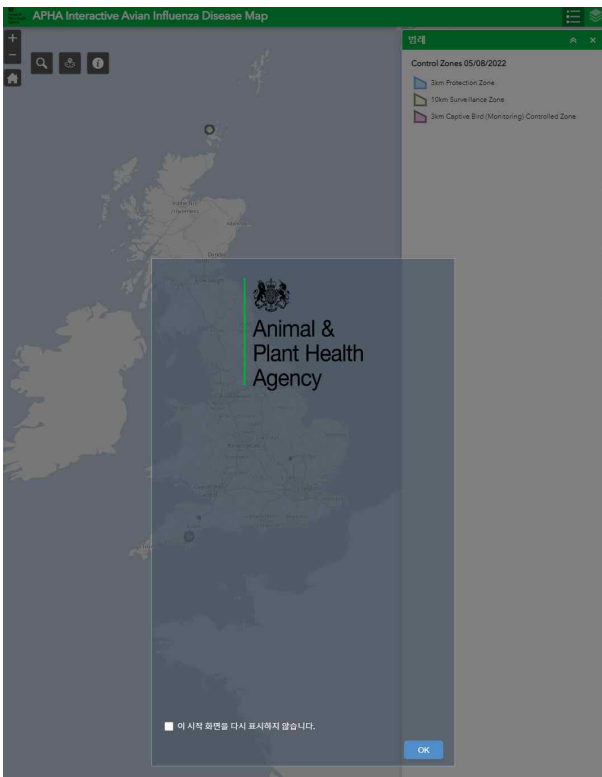 APHA Interactive Avian Influenza Disease Map
범례
Control Zones 05/08/2022
3km Protection Zone
10km Surveillance Zone
3km Captive Bird (Monitoring) Controlled Zone
Dundee
Animal &
Plant Health
Agency
이 시작 화면을 다시 표시하지 않습니다.
OK